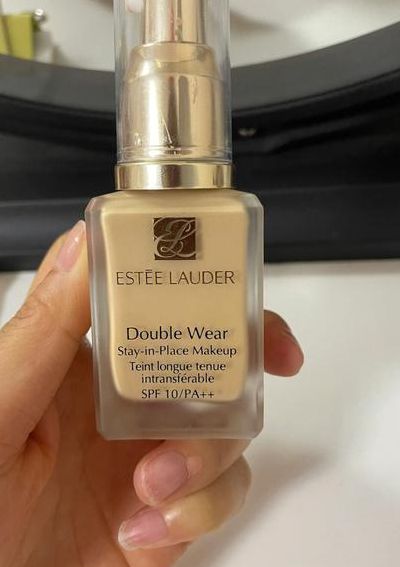 ESTĒE LAUDER
Double Wear
Stay-in-Place Makeup
Teint longue tenue
intransférable
SPF 10/PA++